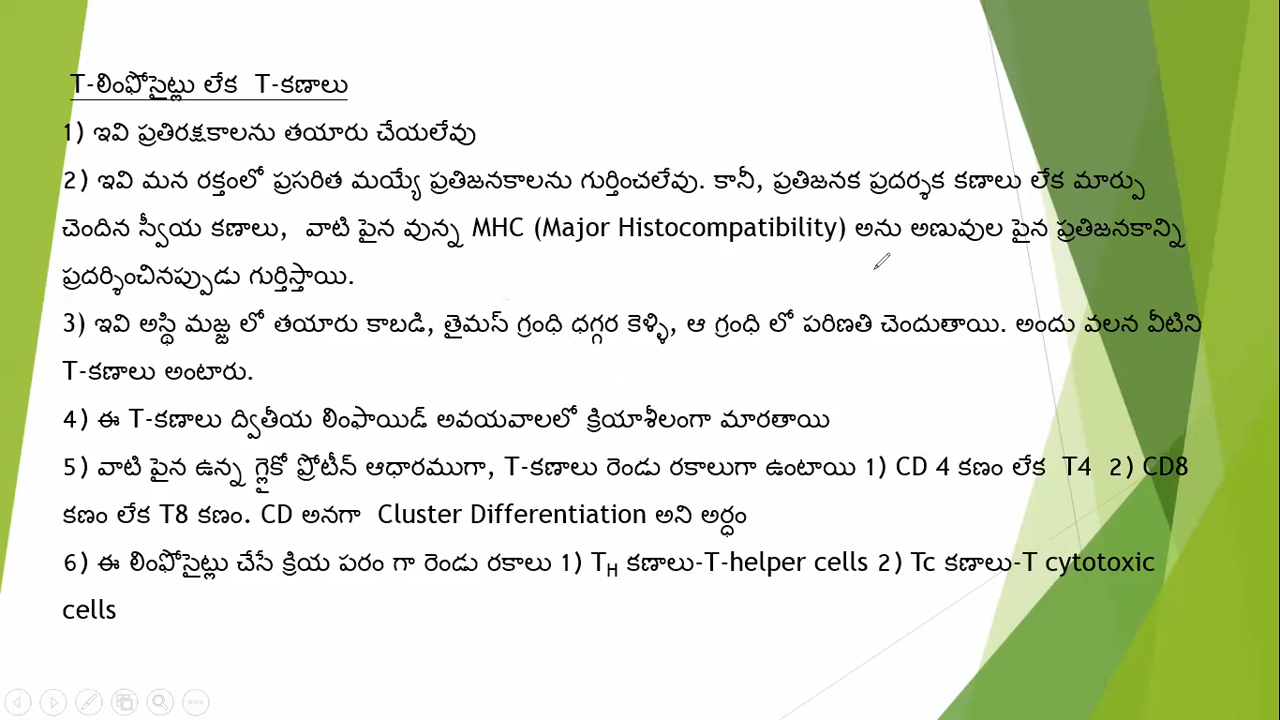 T-లింఫోసైట్లు లేక  T-కణాలు
1) ఇవి ప్రతిరక్షకాలను తయారు చేయలేవు
2) ఇవి మన రక్తంలో ప్రసరిత మయ్యే ప్రతిజనకాలను గుర్తించలేవు. కానీ, ప్రతిజనక ప్రదర్శక కణాలు లేక మార్పు
చెందిన స్వీయ కణాలు,  వాటి పైన వున్న MHC (Major Histocompatibility) అను అణువుల పైన ప్రతిజనకాన్ని
ప్రదర్శించినప్పుడు గుర్తిస్తాయి.
3) ఇవి అస్థి మజ్జ లో తయారు కాబడి, తైమస్ గ్రంధి ధగ్గర కెళ్ళి, ఆ గ్రంధి లో పరిణతి చెందుతాయి. అందు వలన వీటిని
T-కణాలు అంటారు.
4) ఈ T-కణాలు ద్వితీయ లింఫాయిడ్ అవయవాలలో క్రియాశీలంగా మారతాయి
5) వాటి పైన ఉన్న గ్లైకో ప్రోటీన్ ఆధారముగా, T-కణాలు రెండు రకాలుగా ఉంటాయి 1) CD 4 కణం లేక  T4  2) CD8
కణం లేక T8 కణం. CD అనగా  Cluster Differentiation అని అర్ధం
6) ఈ లింఫోసైట్లు చేసే క్రియ పరం గా రెండు రకాలు 1) T<sub>H</sub> కణాలు-T-helper cells 2) Tc కణాలు-T cytotoxic
cells